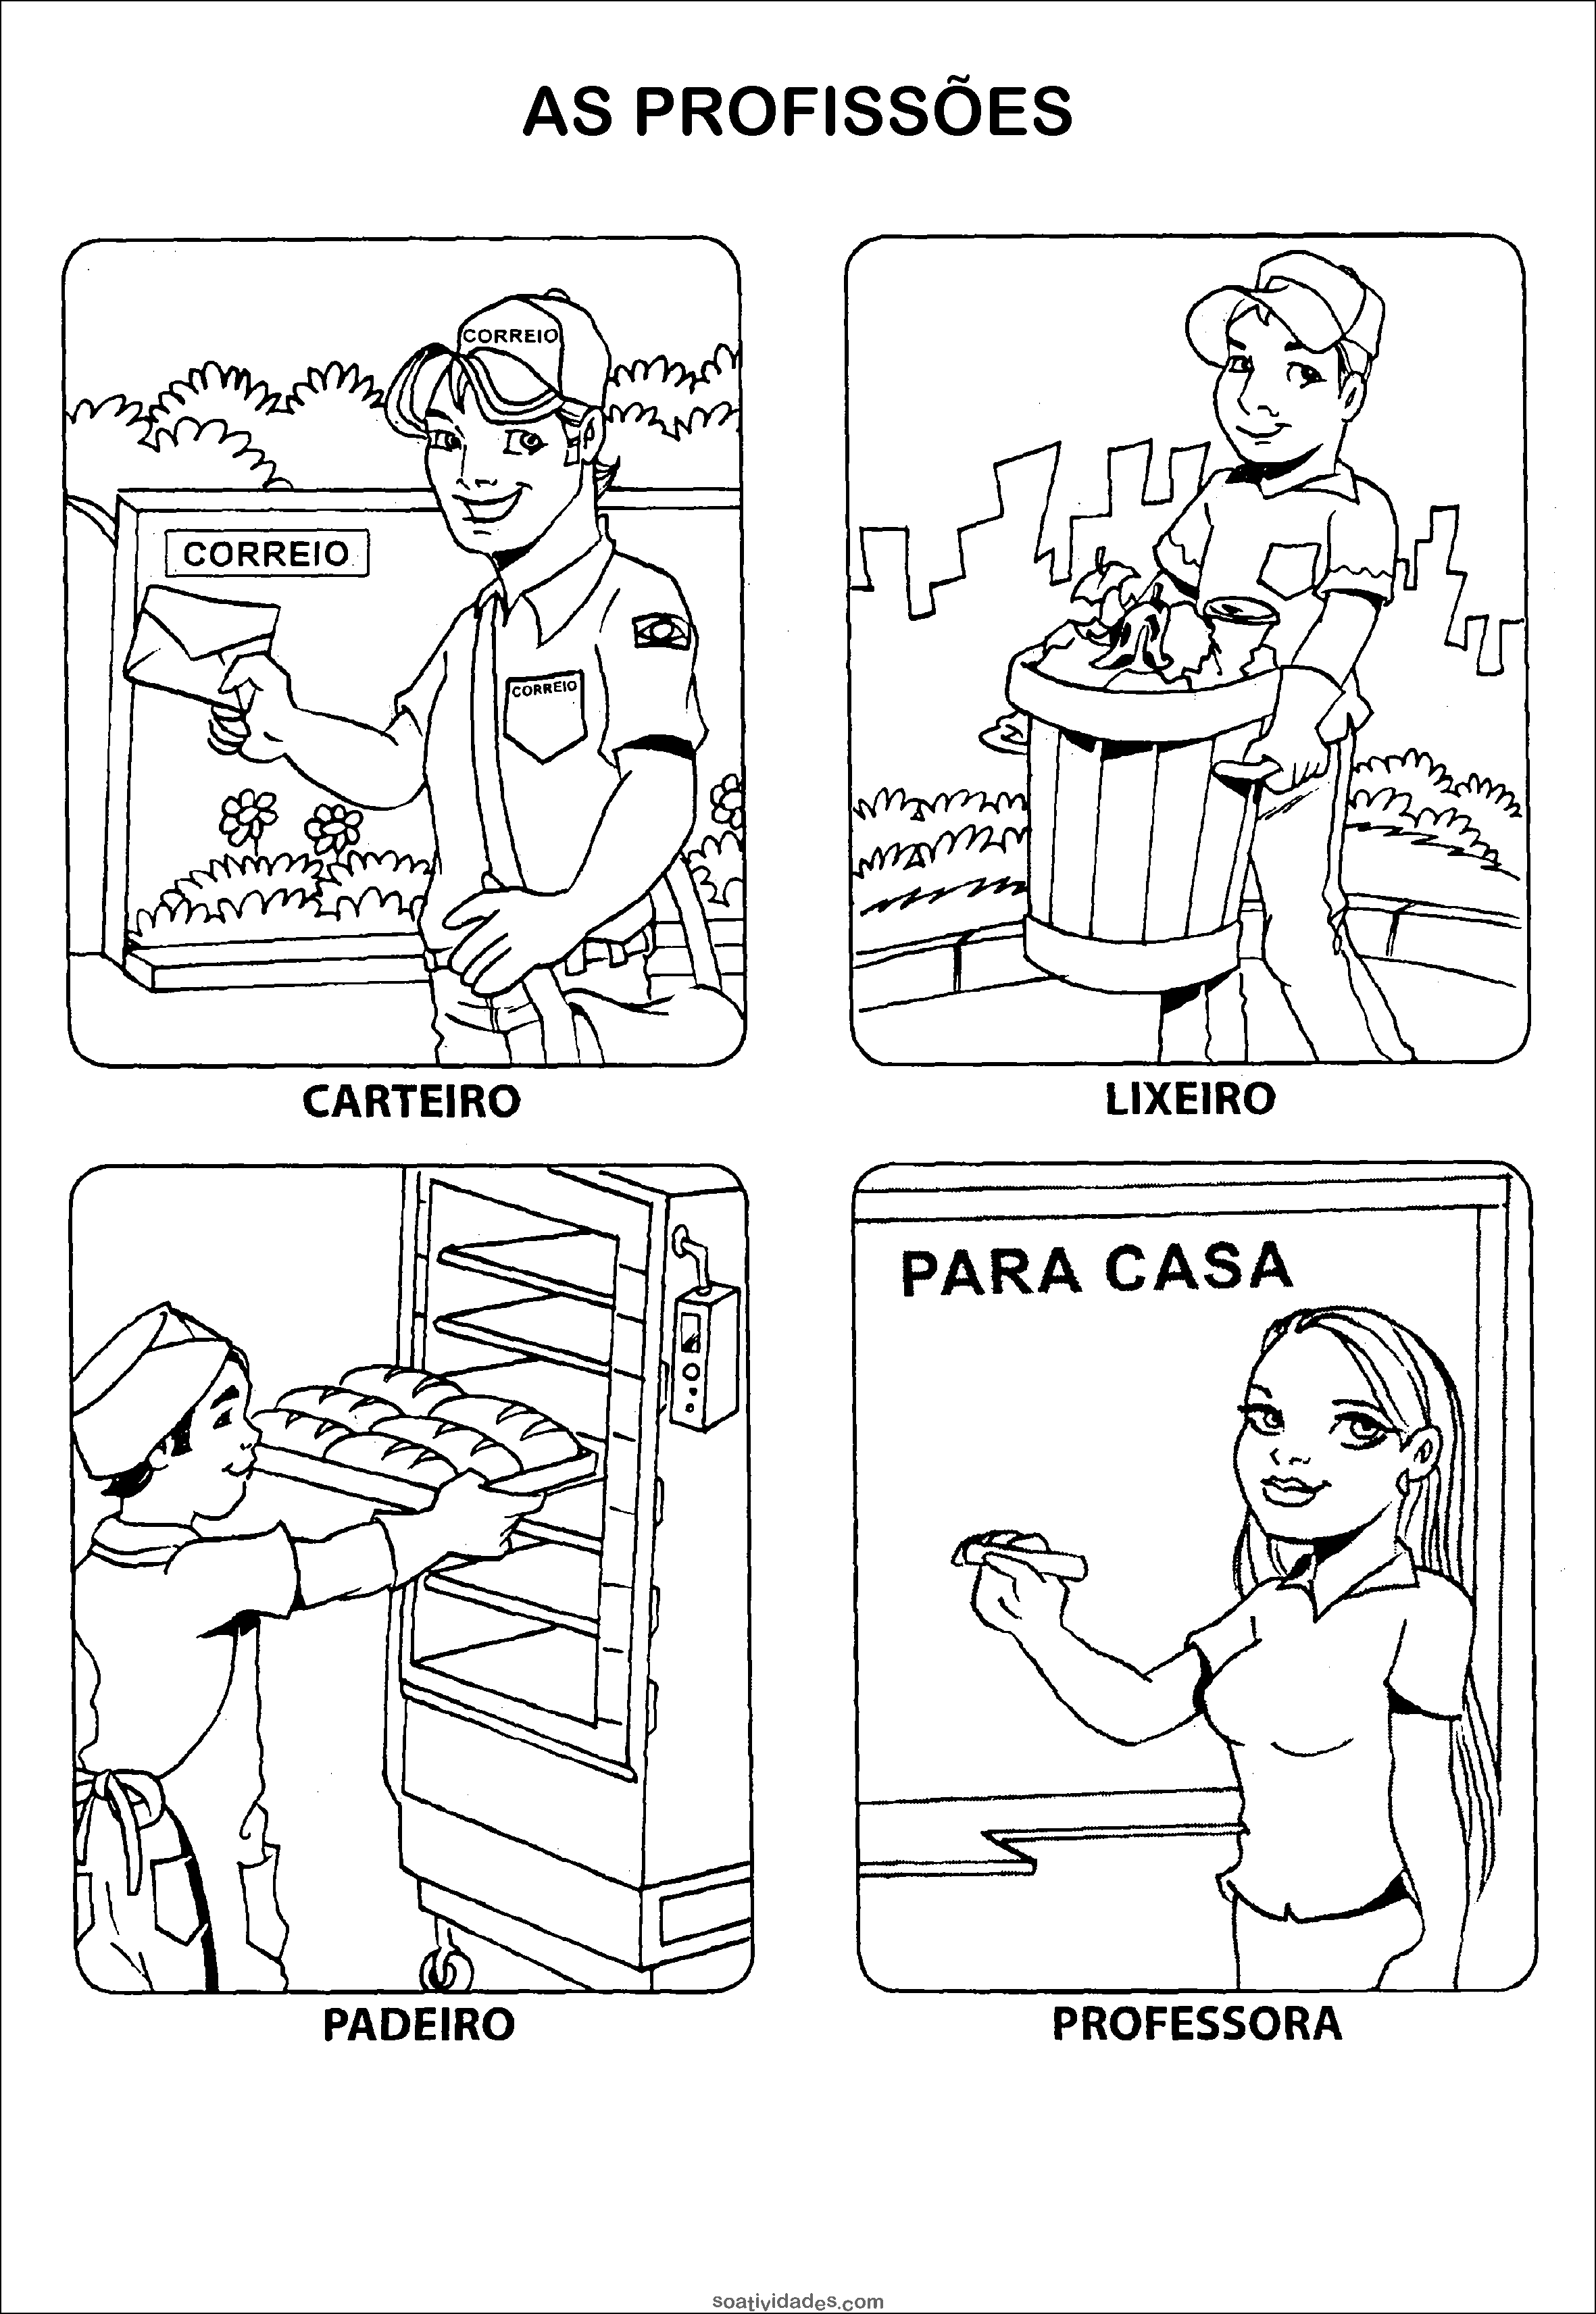 AS PROFISSÕES
CORREIO
CORREIO
CORREIO
CARTEIRO
LIXEIRO
PARA CASA
PADEIRO
PROFESSORA
soatividades.com